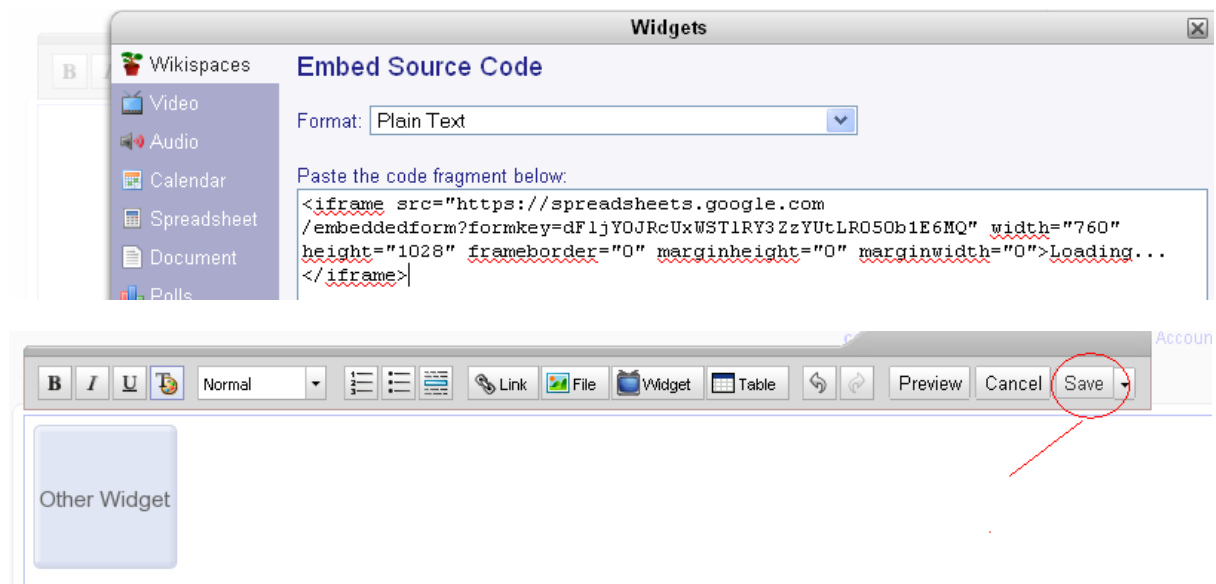 Widgets
B I
Wikispaces
Embed Source Code
Video
Format: Plain Text
Audio
Calendar
Paste the code fragment below:
<iframe src="https://spreadsheets.google.com
Spreadsheet
/embeddedform?formkey=dF1jY0JRcUxWST1RY3ZzYUtLRO5Ob1E6MQ" width="760"
Document
height="1028" frameborder="0" marginheight="0" marginwidth="0">Loading...
</iframe>
Polls
Accoun
B I U Normal Link File Widget Table Preview Cancel Save
Other Widget